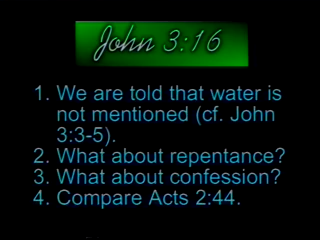 John 3:16
1. We are told that water is
not mentioned (cf. John
3:3-5).
2. What about repentance?
3. What about confession?
4. Compare Acts 2:44.